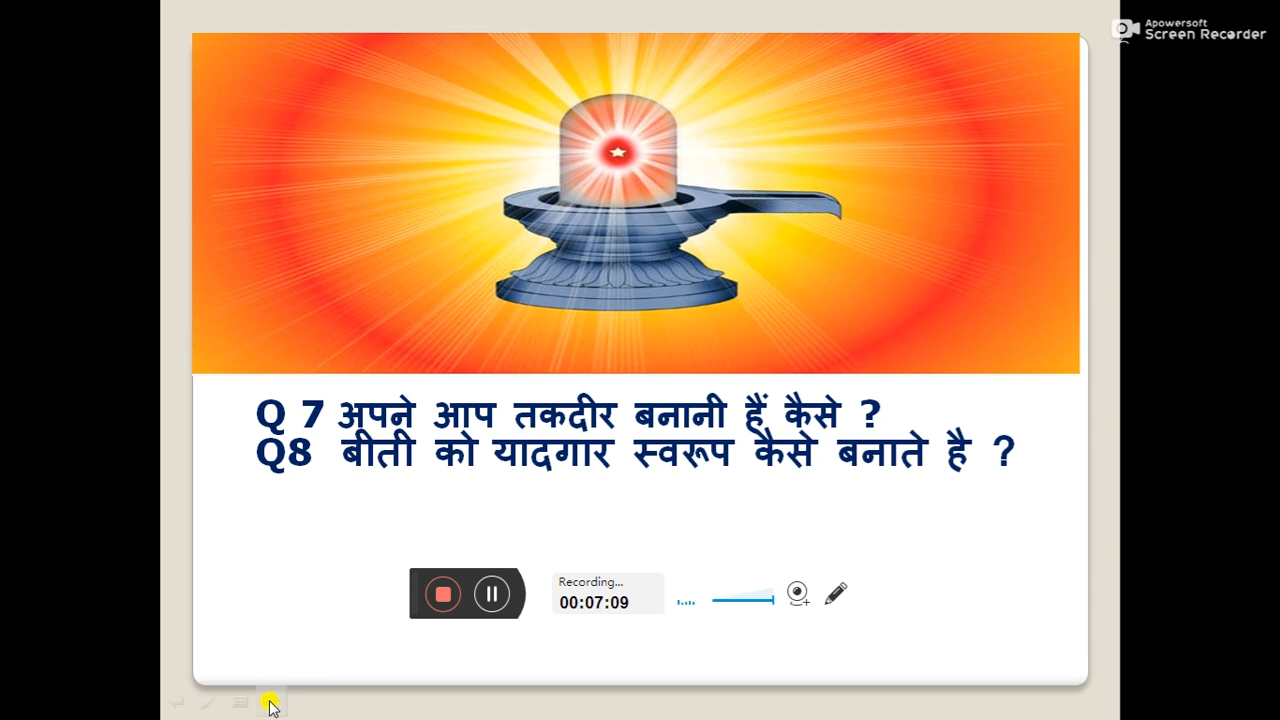 Apowersoft
Screen Recorder
Q 7 अपने आप तकदीर बनानी हैं कैसे ?
Q8 बीती को यादगार स्वरूप कैसे बनाते है ?
Recording...
00:07:09